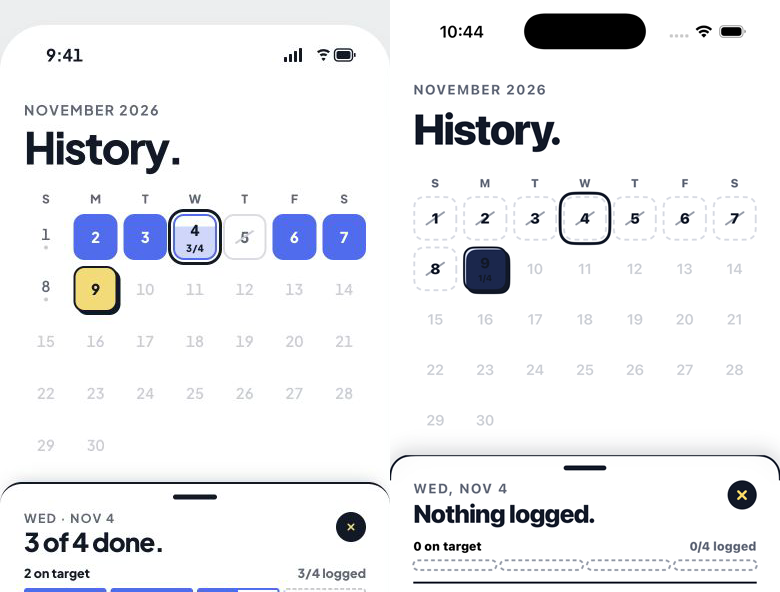 9:41
NOVEMBER 2026
History.
S M T W T F S
1 2 3 4 5 6 7
3/4
8 9 10 11 12 13 14
15 16 17 18 19 20 21
22 23 24 25 26 27 28
29 30
WED · NOV 4
3 of 4 done.
2 on target 3/4 logged
10:44
NOVEMBER 2026
History.
S M T W T F S
1 2 3 4 5 6 7
8 9 10 11 12 13 14
1/4
15 16 17 18 19 20 21
22 23 24 25 26 27 28
29 30
WED, NOV 4
Nothing logged.
0 on target 0/4 logged